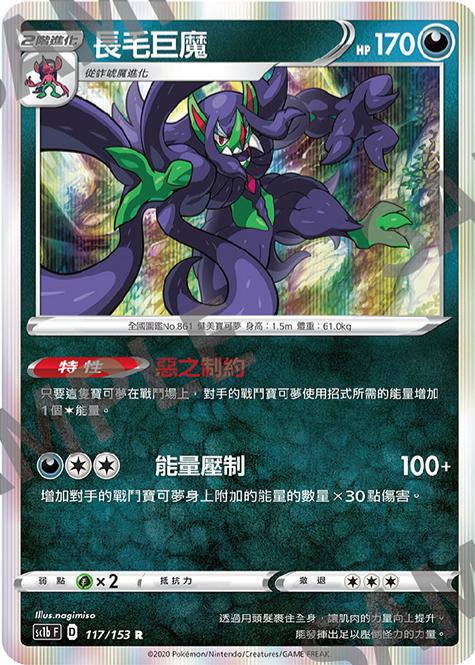 2階進化
長毛巨魔
HP 170
從詐唬魔進化
全國圖鑑No.861 健美寶可夢 身高：1.5m 體重：61.0kg
特性 惡之制約
只要這隻寶可夢在戰鬥場上，對手的戰鬥寶可夢使用招式所需的能量增加
1個能量。
能量壓制 100+
增加對手的戰鬥寶可夢身上附加的能量的數量×30點傷害。
弱點 ×2 抵抗力 撤退
Illus.nagimiso
sc1b F D 117/153 R
透過用頭髮裹住全身，讓肌肉的力量向上提升。
能發揮出足以壓倒怪力的力量。
©2020 Pokémon/Nintendo/Creatures/GAME FREAK.
SAMPLE